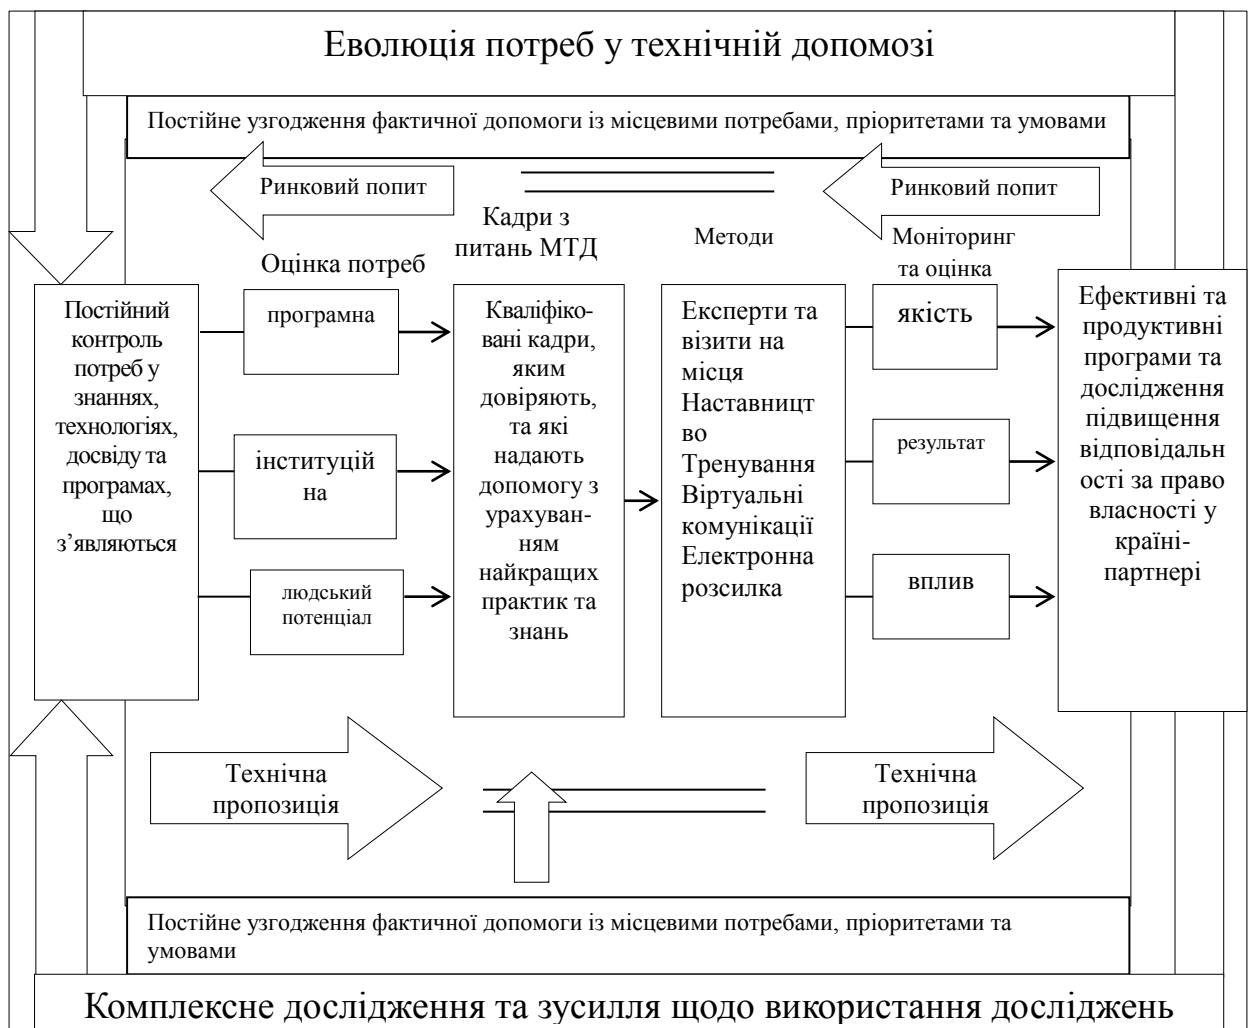 Еволюція потреб у технічній допомозі
Постійне узгодження фактичної допомоги із місцевими потребами, пріоритетами та умовами
Ринковий попит
Ринковий попит
Оцінка потреб
Кадри з
питань МТД
Методи
Моніторинг
та оцінка
Постійний
контроль
потреб у
знаннях,
технологіях,
досвіду та
програмах,
що
з’являються
програмна
інституцій
на
людський
потенціал
Кваліфіко-
вані кадри,
яким
довіряють,
та які
надають
допомогу з
урахуван-
ням
найкращих
практик та
знань
Експерти та
візити на
місця
Наставницт
во
Тренування
Віртуальні
комунікації
Електронна
розсилка
якість
результат
вплив
Ефективні та
продуктивні
програми та
дослідження
підвищення
відповідальн
ості за право
власності у
країні-
партнері
Технічна
пропозиція
Технічна
пропозиція
Постійне узгодження фактичної допомоги із місцевими потребами, пріоритетами та
умовами
Комплексне дослідження та зусилля щодо використання досліджень